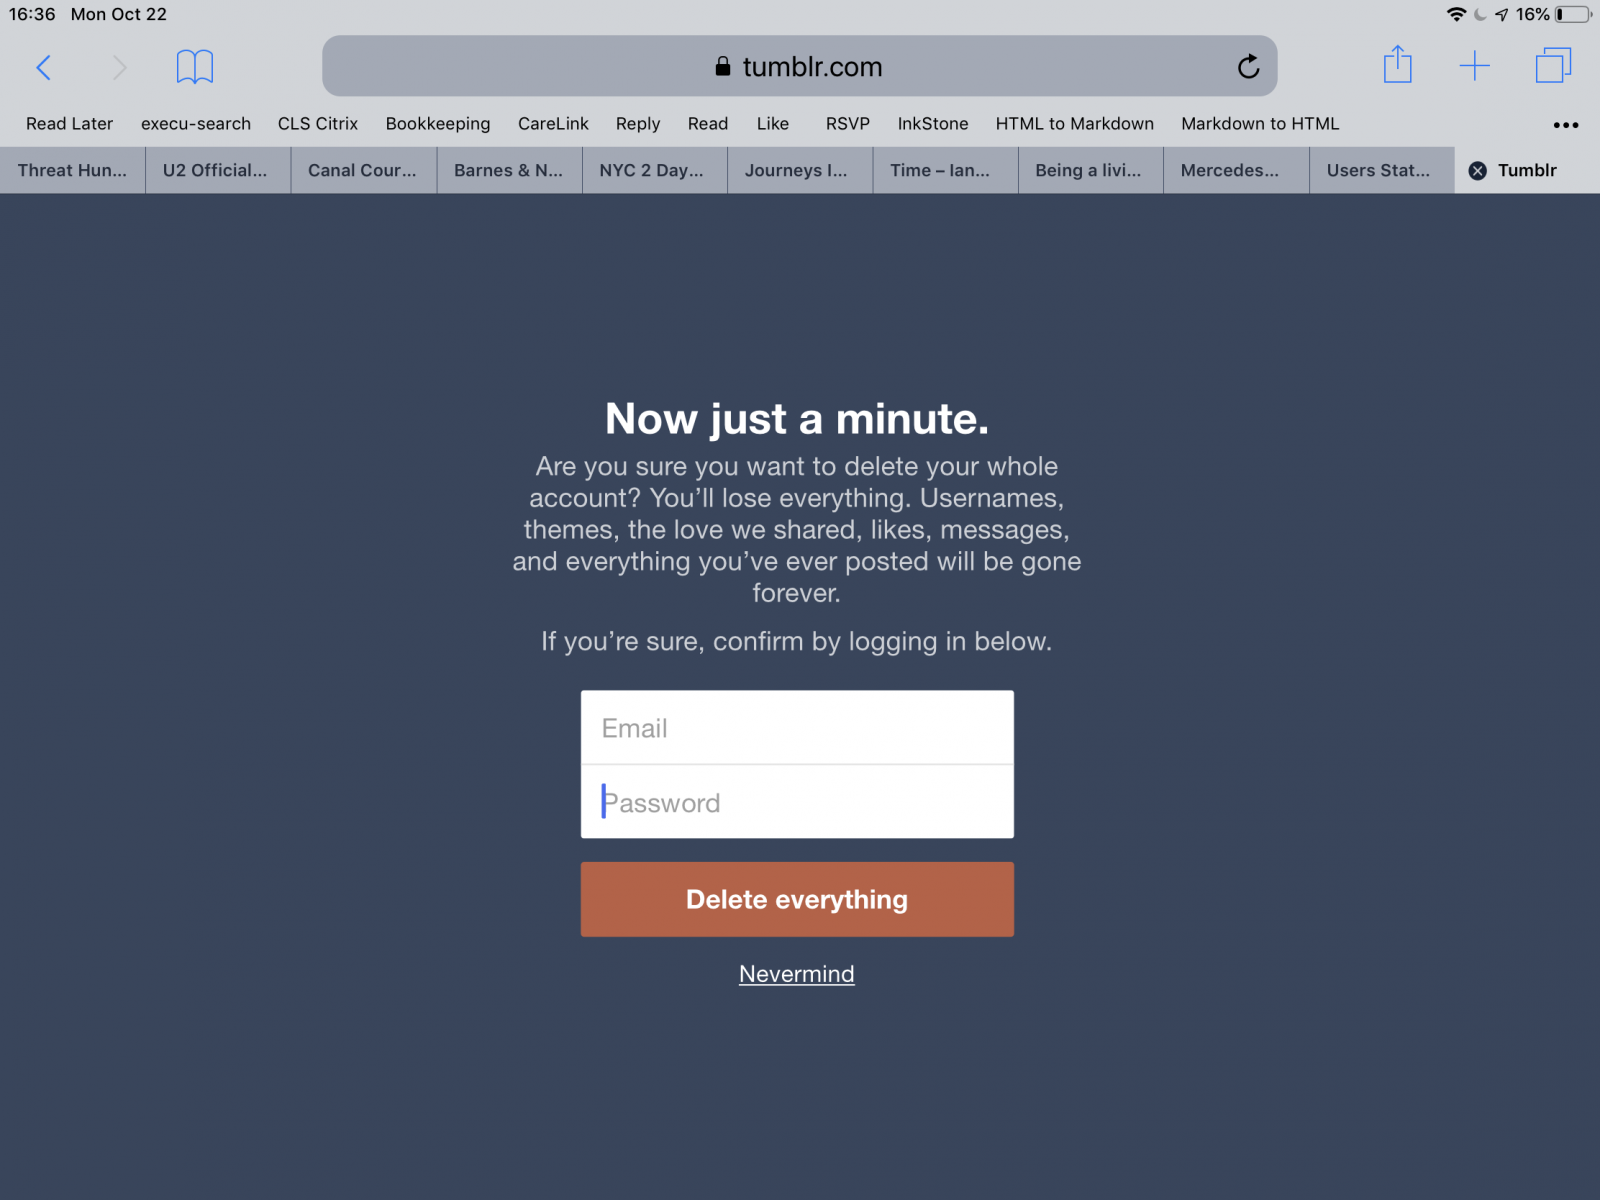 16:36 Mon Oct 22
16%
tumblr.com
Read Later execu-search CLS Citrix Bookkeeping CareLink Reply Read Like RSVP InkStone HTML to Markdown Markdown to HTML •••
Threat Hun... U2 Official... Canal Cour... Barnes & N... NYC 2 Day... Journeys I... Time – Ian... Being a livi... Mercedes... Users Stat... Tumblr
Now just a minute.
Are you sure you want to delete your whole
account? You’ll lose everything. Usernames,
themes, the love we shared, likes, messages,
and everything you’ve ever posted will be gone
forever.
If you’re sure, confirm by logging in below.
Email
Password
Delete everything
Nevermind